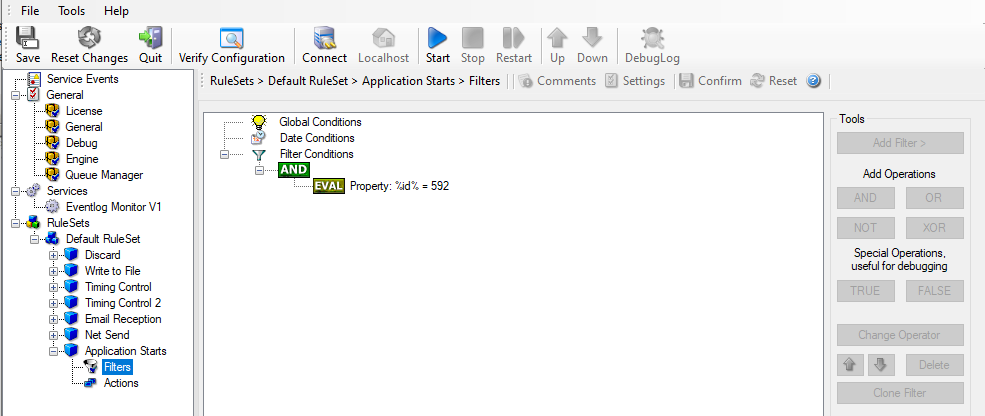 File Tools Help
Save Reset Changes Quit Verify Configuration Connect Localhost Start Stop Restart Up Down DebugLog
Service Events
General
License
General
Debug
Engine
Queue Manager
Services
Eventlog Monitor V1
RuleSets
Default RuleSet
Discard
Write to File
Timing Control
Timing Control 2
Email Reception
Net Send
Application Starts
Filters
Actions
RuleSets > Default RuleSet > Application Starts > Filters Comments Settings Confirm Reset ?
Global Conditions
Date Conditions
Filter Conditions
AND
EVAL Property: %id% = 592
Tools
Add Filter >
Add Operations
AND OR
NOT XOR
Special Operations,
useful for debugging
TRUE FALSE
Change Operator
Delete
Clone Filter